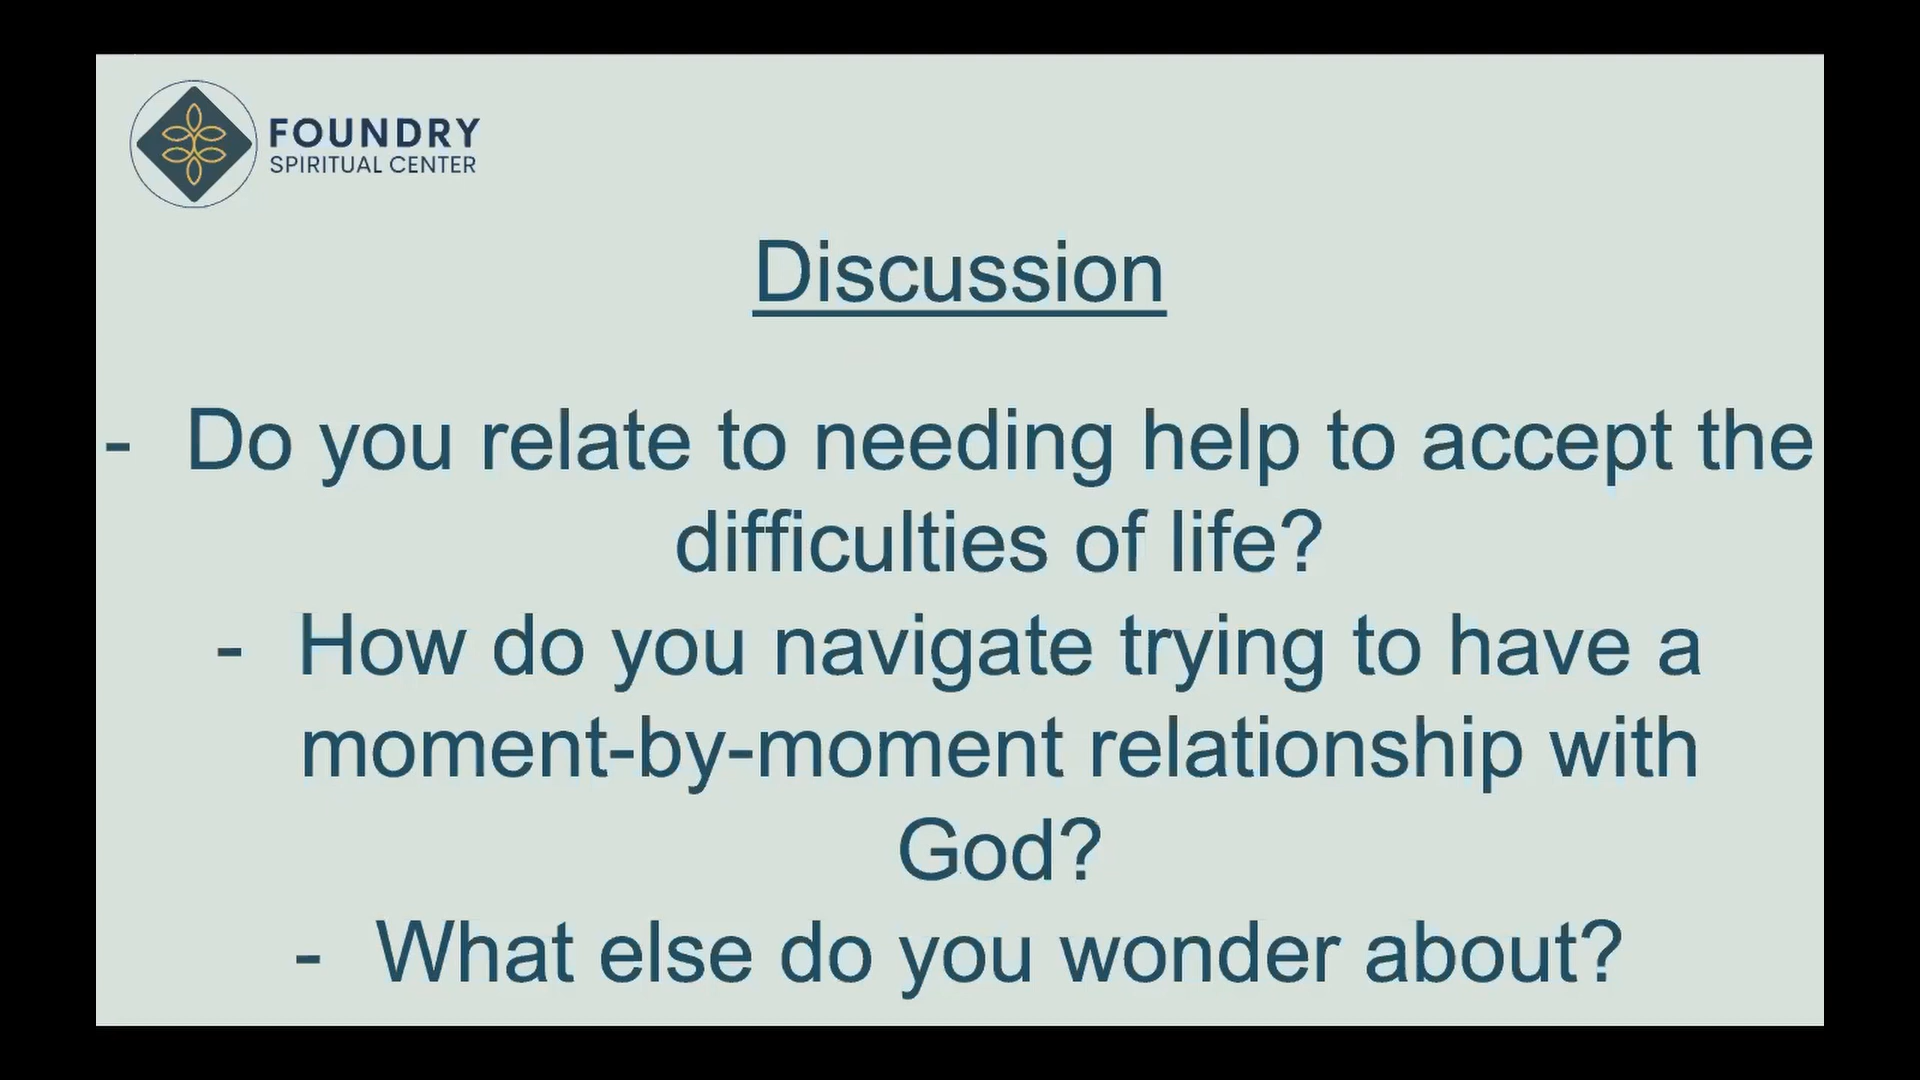 FOUNDRY
SPIRITUAL CENTER
Discussion
- Do you relate to needing help to accept the
difficulties of life?
- How do you navigate trying to have a
moment-by-moment relationship with
God?
- What else do you wonder about?